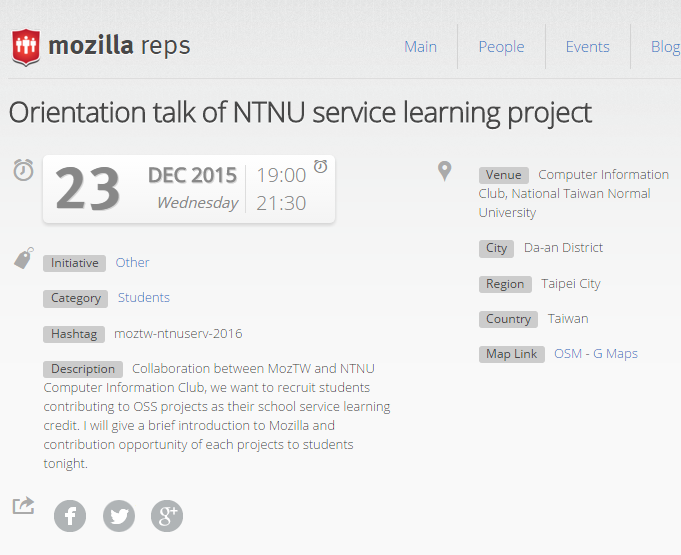 mozilla reps
Main People Events Blog
Orientation talk of NTNU service learning project
23 DEC 2015 19:00
Wednesday 21:30
Initiative Other
Category Students
Hashtag moztw-ntnuserv-2016
Description Collaboration between MozTW and NTNU
Computer Information Club, we want to recruit students
contributing to OSS projects as their school service learning
credit. I will give a brief introduction to Mozilla and
contribution opportunity of each projects to students
tonight.
Venue Computer Information
Club, National Taiwan Normal
University
City Da-an District
Region Taipei City
Country Taiwan
Map Link OSM - G Maps
f g+